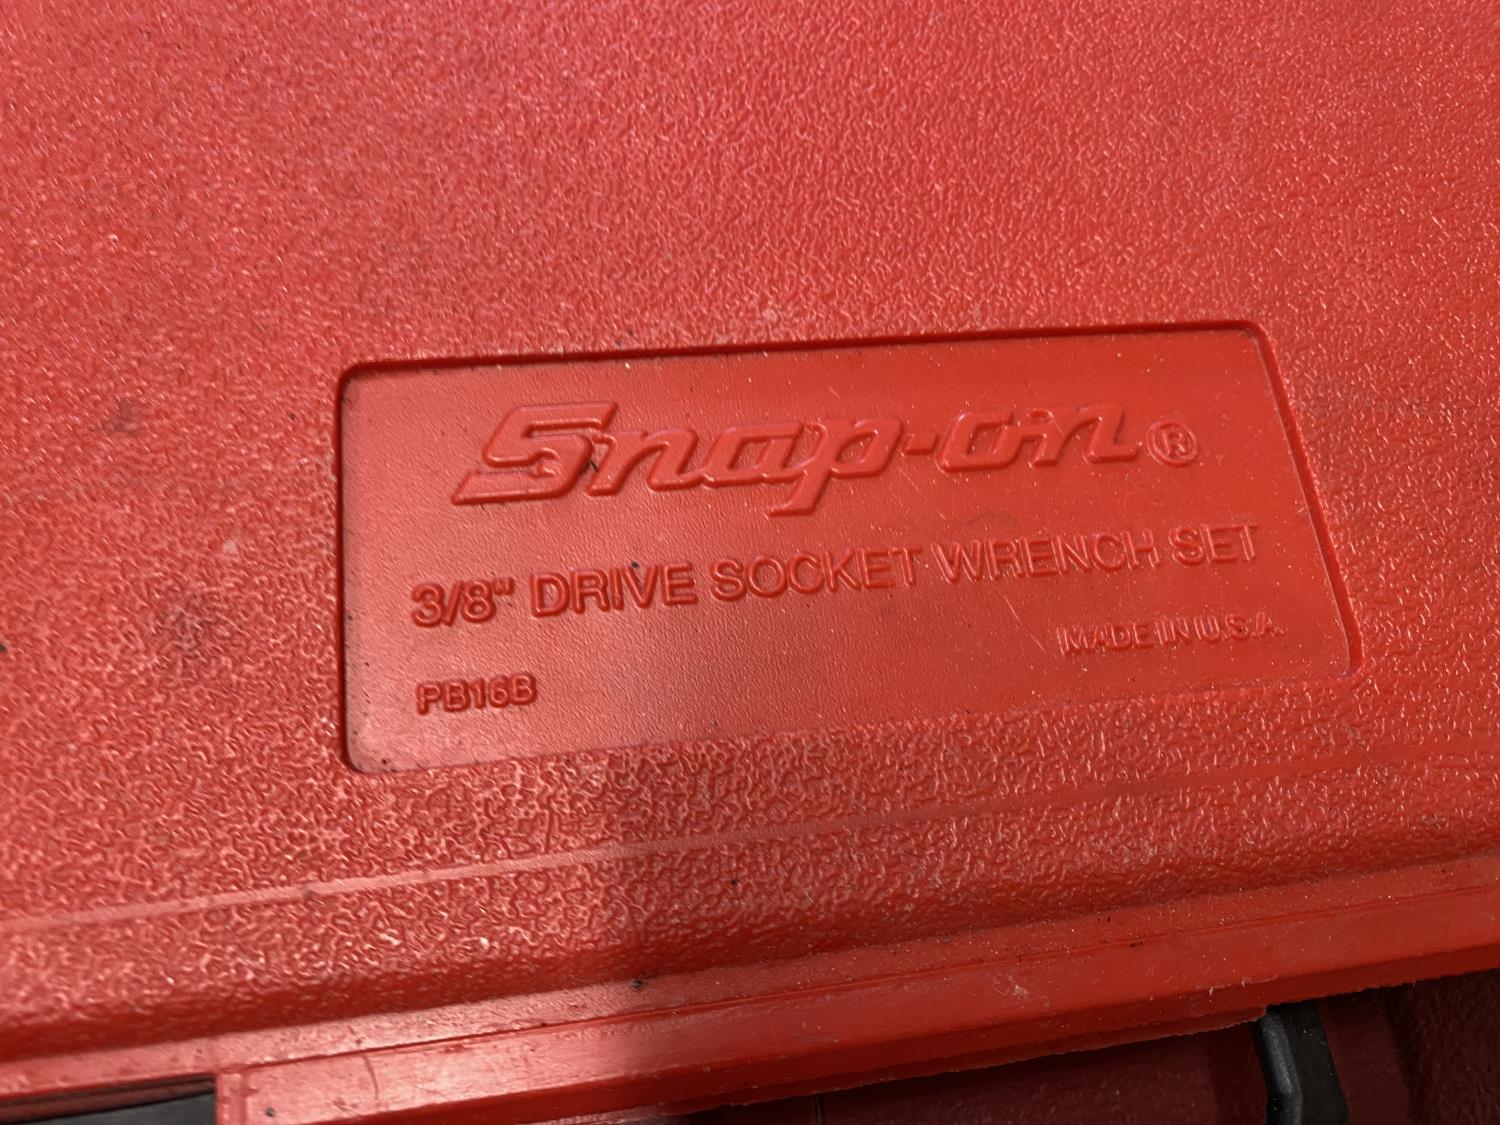 Snap-on®
3/8" DRIVE SOCKET WRENCH SET
MADE IN U.S.A.
PB16B